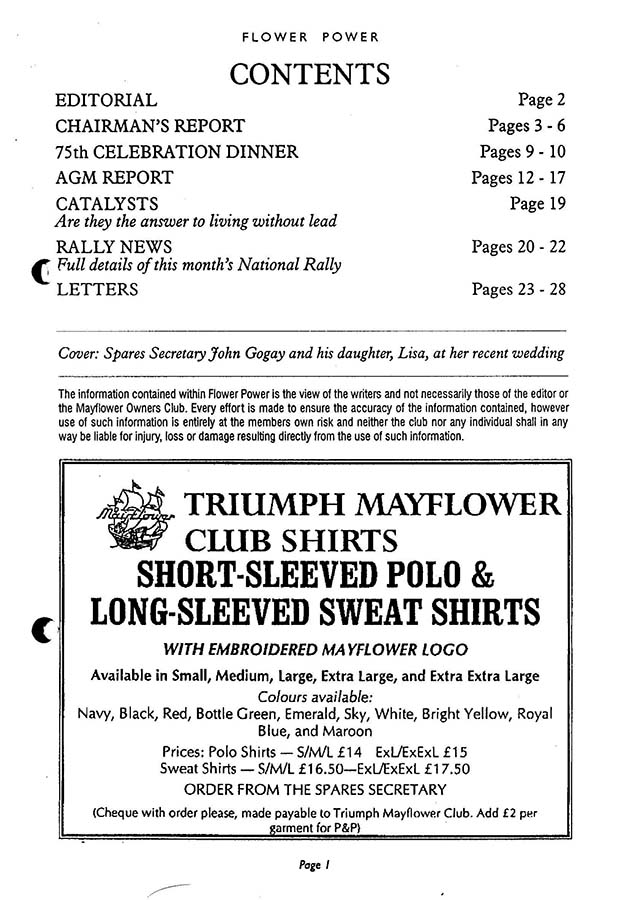 FLOWER POWER
CONTENTS
EDITORIAL Page 2
CHAIRMAN'S REPORT Pages 3 - 6
75th CELEBRATION DINNER Pages 9 - 10
AGM REPORT Pages 12 - 17
CATALYSTS Page 19
Are they the answer to living without lead
RALLY NEWS Pages 20 - 22
Full details of this month's National Rally
LETTERS Pages 23 - 28
Cover: Spares Secretary John Gogay and his daughter, Lisa, at her recent wedding
The information contained within Flower Power is the view of the writers and not necessarily those of the editor or
the Mayflower Owners Club. Every effort is made to ensure the accuracy of the information contained, however
use of such information is entirely at the members own risk and neither the club nor any individual shall in any
way be liable for injury, loss or damage resulting directly from the use of such information.
Mayflower
TRIUMPH MAYFLOWER
CLUB SHIRTS
SHORT-SLEEVED POLO &
LONG-SLEEVED SWEAT SHIRTS
WITH EMBROIDERED MAYFLOWER LOGO
Available in Small, Medium, Large, Extra Large, and Extra Extra Large
Colours available:
Navy, Black, Red, Bottle Green, Emerald, Sky, White, Bright Yellow, Royal
Blue, and Maroon
Prices: Polo Shirts — S/M/L £14 ExL/ExExL £15
Sweat Shirts — S/M/L £16.50—ExL/ExExL £17.50
ORDER FROM THE SPARES SECRETARY
(Cheque with order please, made payable to Triumph Mayflower Club. Add £2 per
garment for P&P)
Page 1